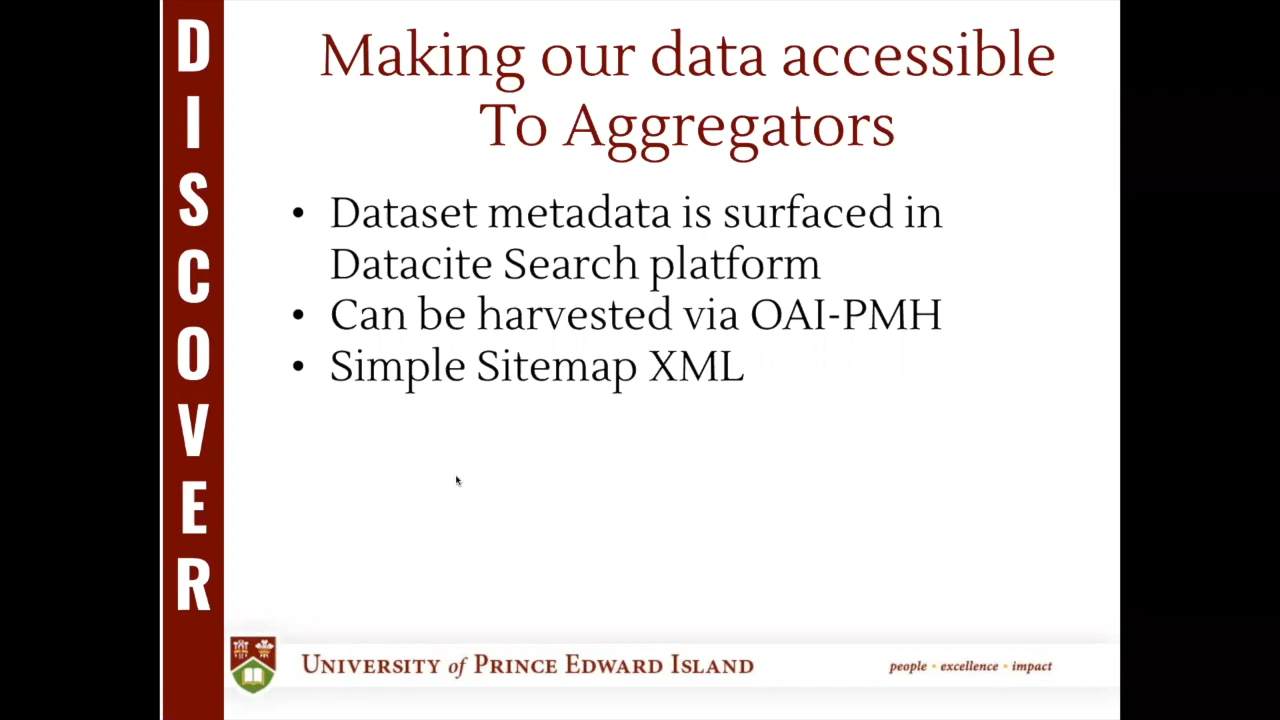 DISCOVER
Making our data accessible
To Aggregators
• Dataset metadata is surfaced in
Datacite Search platform
• Can be harvested via OAI-PMH
• Simple Sitemap XML
UNIVERSITY of PRINCE EDWARD ISLAND
people • excellence • impact